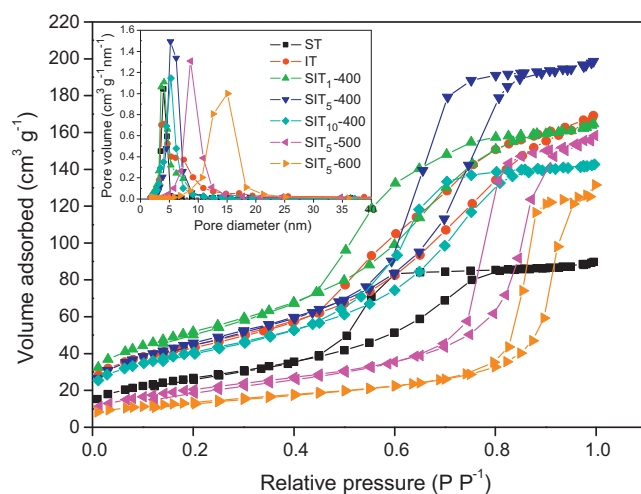 220
200
180
160
140
120
100
80
60
40
20
0
Volume adsorbed (cm³ g⁻¹)
0.0 0.2 0.4 0.6 0.8 1.0
Relative pressure (P P⁻¹)
1.6
1.4
1.2
1.0
0.8
0.6
0.4
0.2
0.0
Pore volume (cm³ g⁻¹ nm⁻¹)
0 5 10 15 20 25 30 35 40
Pore diameter (nm)
ST
IT
SIT₁-400
SIT₅-400
SIT₁₀-400
SIT₅-500
SIT₅-600